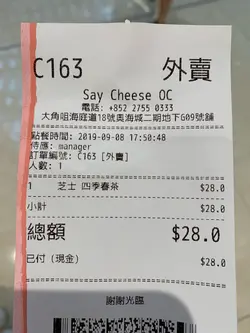 C163 外賣
Say Cheese OC
電話: +852 2755 0333
大角咀海庭道18號奧海城二期地下G09號舖
點餐時間: 2019-09-08 17:50:48
侍應: manager
訂單編號: C163 [外賣]
人數: 1
1 芝士 四季春茶 $28.0
小計 $28.0
總額 $28.0
已付 (現金) $28.0
謝謝光臨